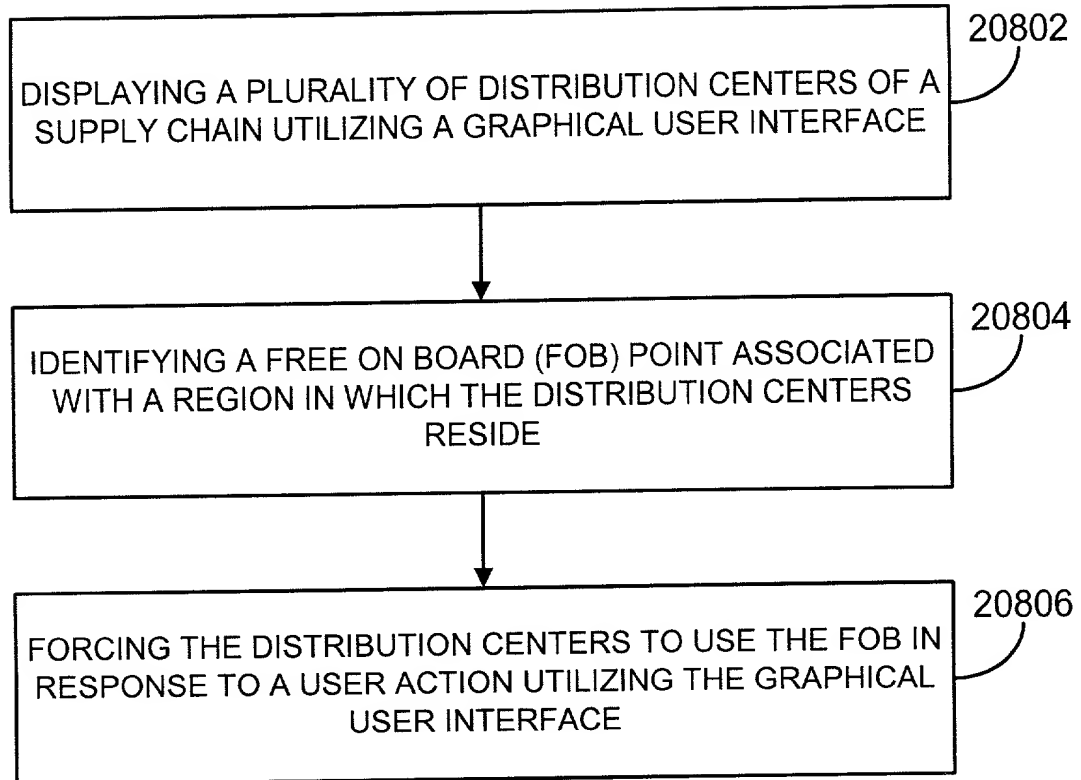 20802
DISPLAYING A PLURALITY OF DISTRIBUTION CENTERS OF A
SUPPLY CHAIN UTILIZING A GRAPHICAL USER INTERFACE
20804
IDENTIFYING A FREE ON BOARD (FOB) POINT ASSOCIATED
WITH A REGION IN WHICH THE DISTRIBUTION CENTERS
RESIDE
20806
FORCING THE DISTRIBUTION CENTERS TO USE THE FOB IN
RESPONSE TO A USER ACTION UTILIZING THE GRAPHICAL
USER INTERFACE